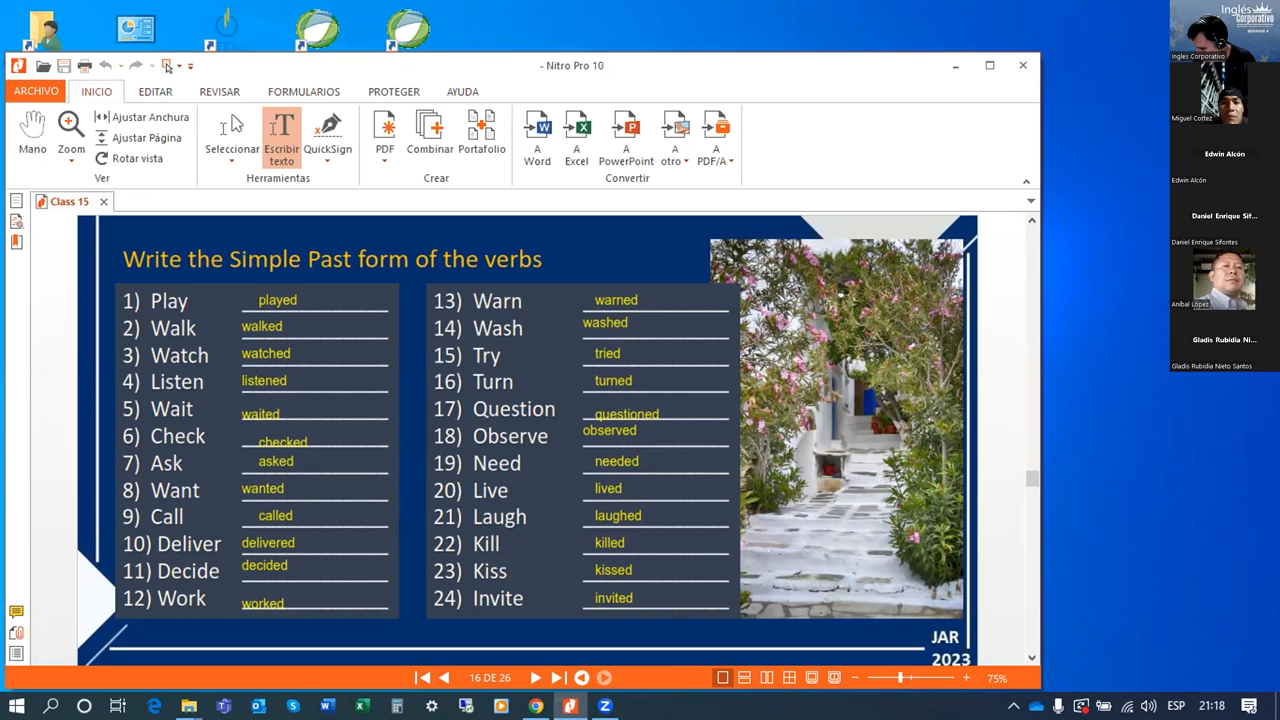 - Nitro Pro 10
ARCHIVO
INICIO
EDITAR
REVISAR
FORMULARIOS
PROTEGER
AYUDA
Mano
Zoom
Ajustar Anchura
Ajustar Página
Rotar vista
Ver
Seleccionar
Escribir
texto
QuickSign
Herramientas
PDF
Combinar
Portafolio
Crear
A
Word
A
Excel
A
PowerPoint
A
otro
A
PDF/A
Convertir
Class 15
Write the Simple Past form of the verbs
1) Play played
2) Walk walked
3) Watch watched
4) Listen listened
5) Wait waited
6) Check checked
7) Ask asked
8) Want wanted
9) Call called
10) Deliver delivered
11) Decide decided
12) Work worked
13) Warn warned
14) Wash washed
15) Try tried
16) Turn turned
17) Question questioned
18) Observe observed
19) Need needed
20) Live lived
21) Laugh laughed
22) Kill killed
23) Kiss kissed
24) Invite invited
JAR
2023
16 DE 26
75%
Inglés
Corporativo
BEGINNER 4
Ingles Corporativo
Miguel Cortez
Edwin Alcón
Edwin Alcón
Daniel Enrique Sif...
Daniel Enrique Sifontes
Aníbal López
Gladis Rubidia Ni...
Gladis Rubidia Nieto Santos
ESP
21:18